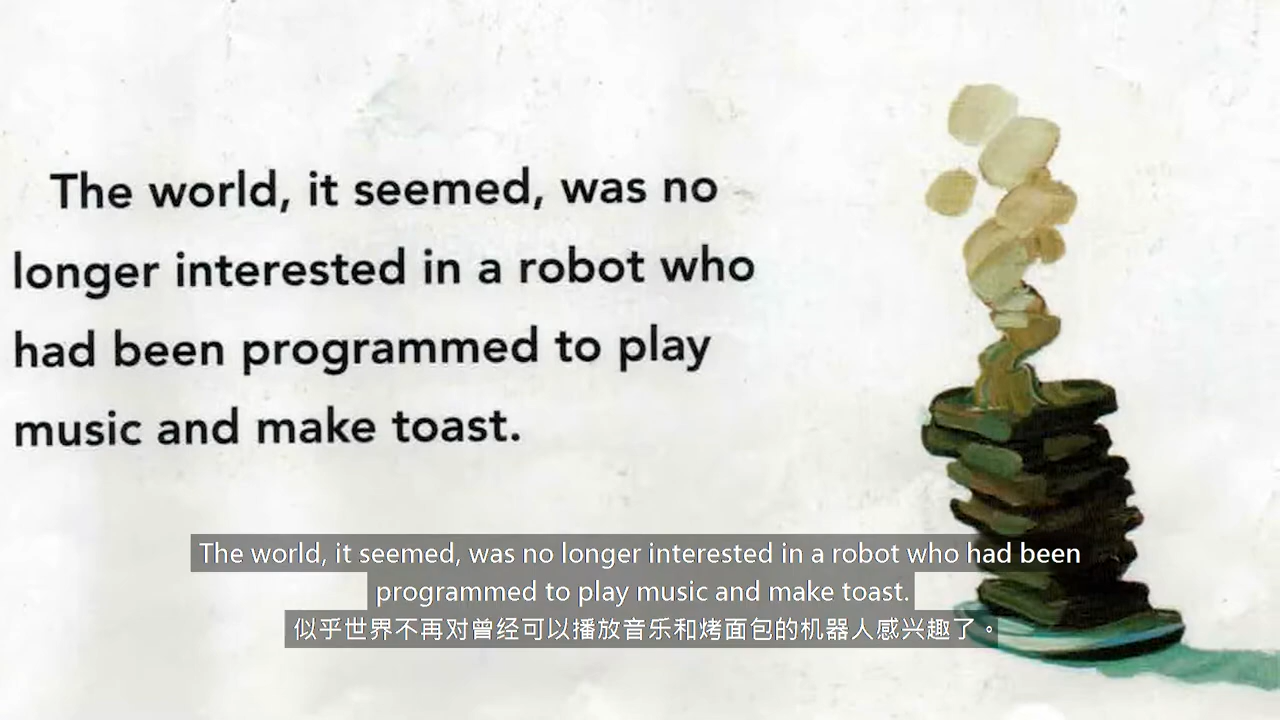 The world, it seemed, was no
longer interested in a robot who
had been programmed to play
music and make toast.
The world, it seemed, was no longer interested in a robot who had been
programmed to play music and make toast.
似乎世界不再对曾经可以播放音乐和烤面包的机器人感兴趣了。